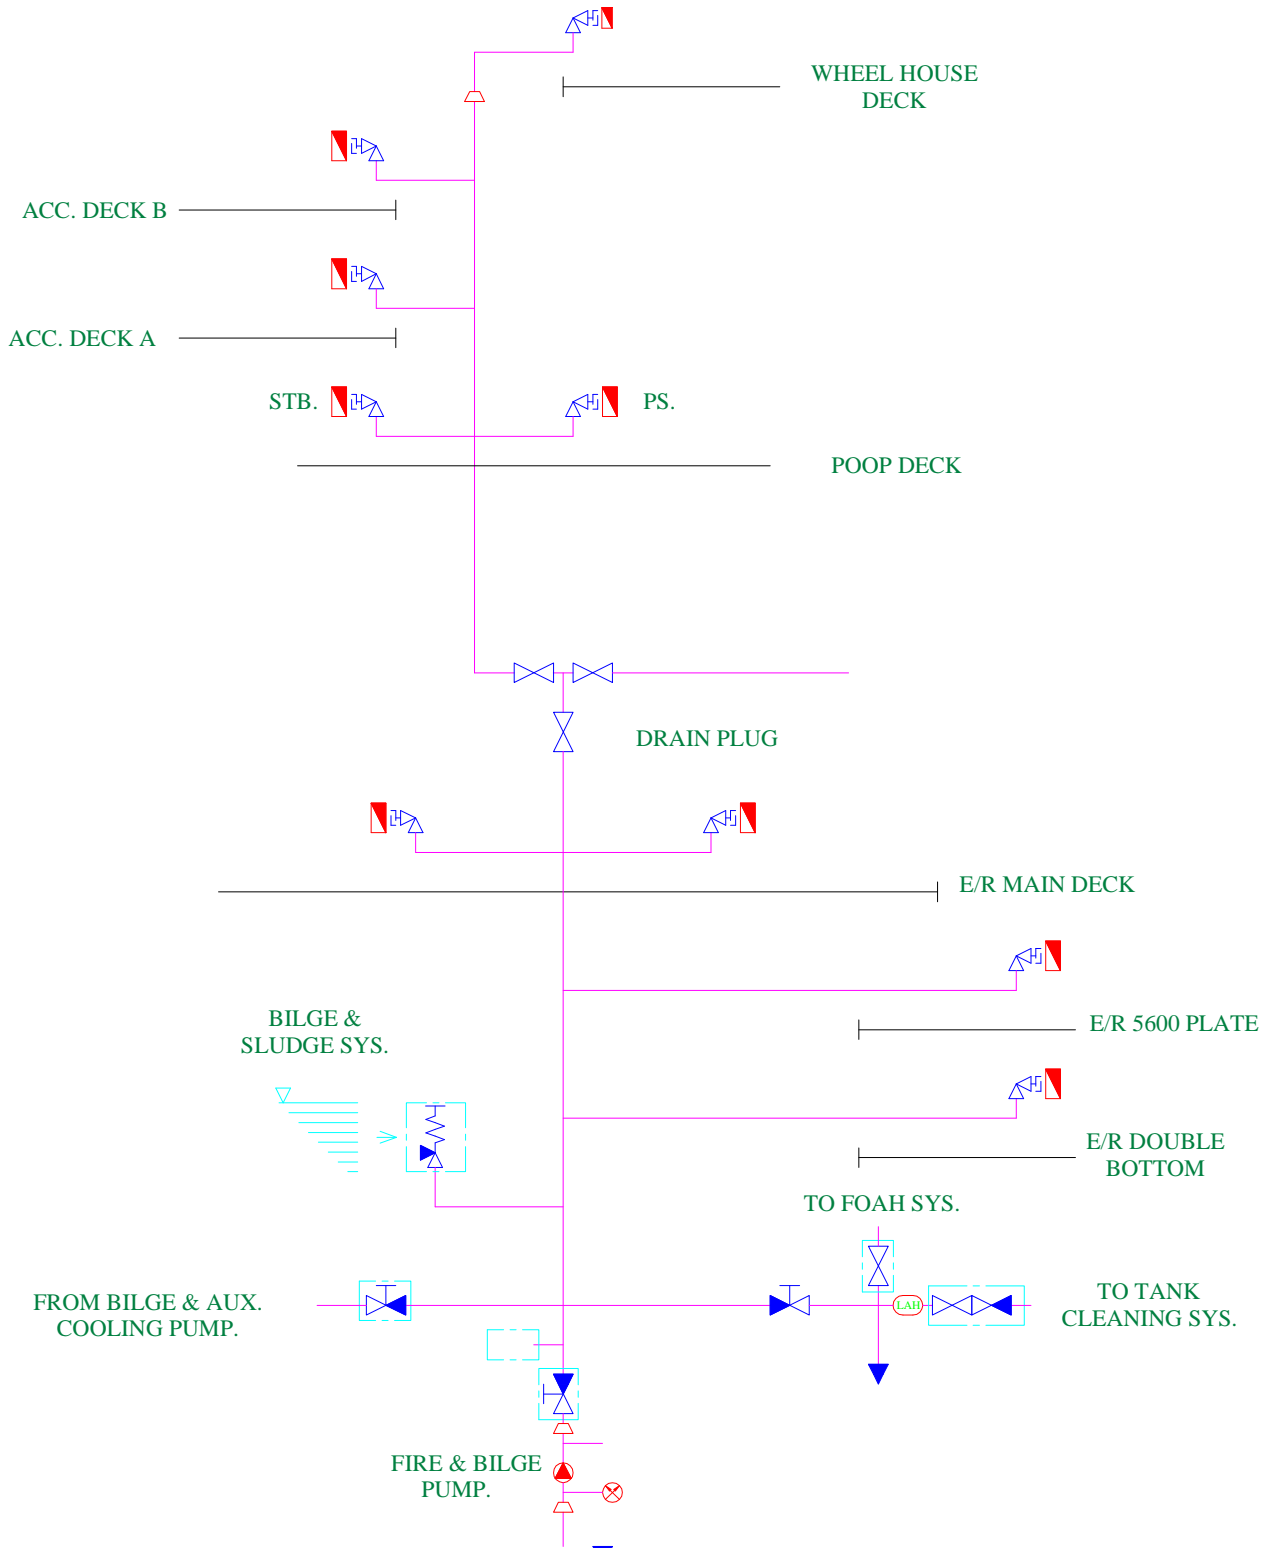 WHEEL HOUSE
DECK
ACC. DECK B
ACC. DECK A
STB.
PS.
POOP DECK
DRAIN PLUG
E/R MAIN DECK
BILGE &
SLUDGE SYS.
E/R 5600 PLATE
E/R DOUBLE
BOTTOM
TO FOAH SYS.
FROM BILGE & AUX.
COOLING PUMP.
LAH
TO TANK
CLEANING SYS.
FIRE & BILGE
PUMP.